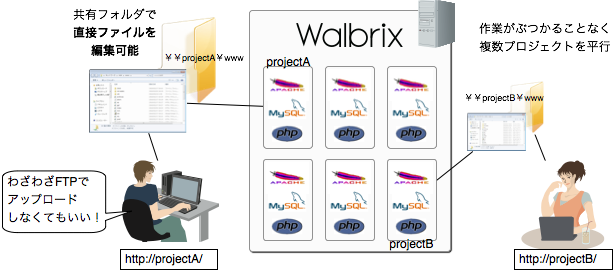 共有フォルダで
直接ファイルを
編集可能
￥￥projectA￥www
Walbrix
作業がぶつかることなく
複数プロジェクトを平行
projectA
￥￥projectB￥www
APACHE
APACHE
APACHE
MySQL
MySQL
MySQL
php
php
php
APACHE
APACHE
APACHE
MySQL
MySQL
MySQL
php
php
php
projectB
わざわざFTPで
アップロード
しなくてもいい！
http://projectA/
http://projectB/